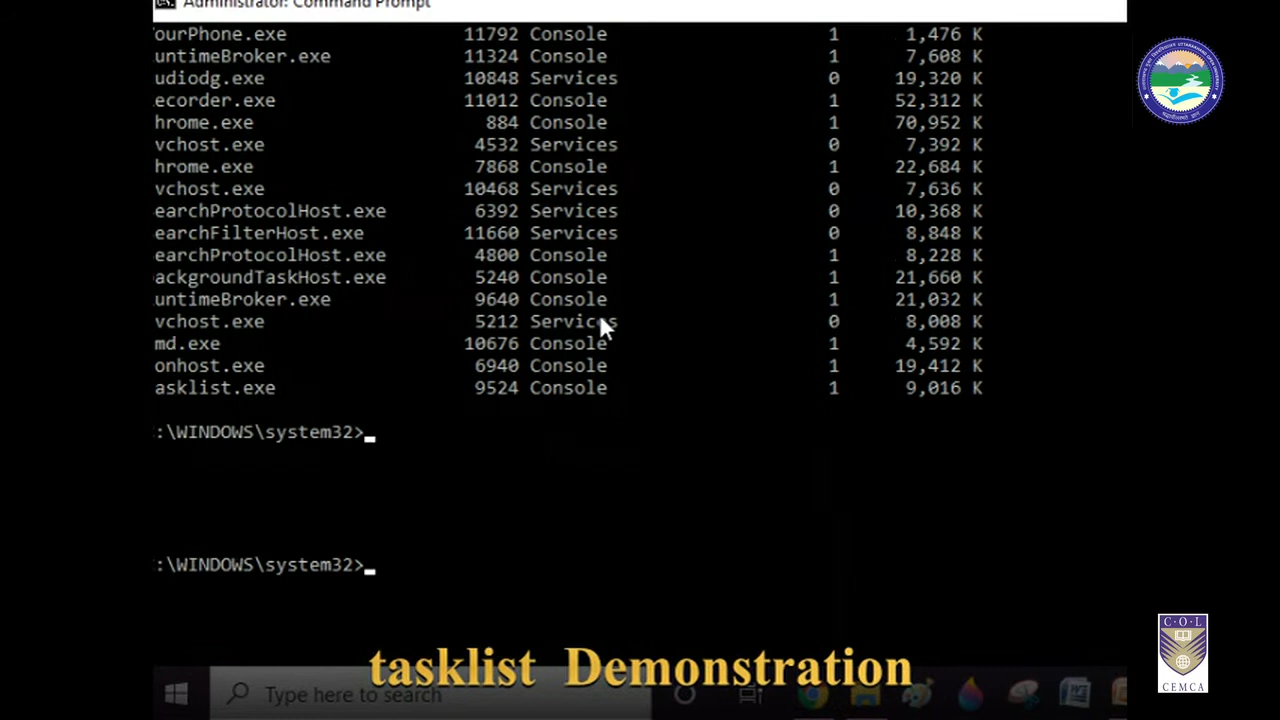 Administrator: Command Prompt
ourPhone.exe 11792 Console 1 1,476 K
untimeBroker.exe 11324 Console 1 7,608 K
udiodg.exe 10848 Services 0 19,320 K
ecorder.exe 11012 Console 1 52,312 K
hrome.exe 884 Console 1 70,952 K
vchost.exe 4532 Services 0 7,392 K
hrome.exe 7868 Console 1 22,684 K
vchost.exe 10468 Services 0 7,636 K
earchProtocolHost.exe 6392 Services 0 10,368 K
earchFilterHost.exe 11660 Services 0 8,848 K
earchProtocolHost.exe 4800 Console 1 8,228 K
ackgroundTaskHost.exe 5240 Console 1 21,660 K
untimeBroker.exe 9640 Console 1 21,032 K
vchost.exe 5212 Services 0 8,008 K
md.exe 10676 Console 1 4,592 K
onhost.exe 6940 Console 1 19,412 K
asklist.exe 9524 Console 1 9,016 K
:\WINDOWS\system32>
:\WINDOWS\system32>
tasklist Demonstration
Type here to search
C·O·L
CEMCA